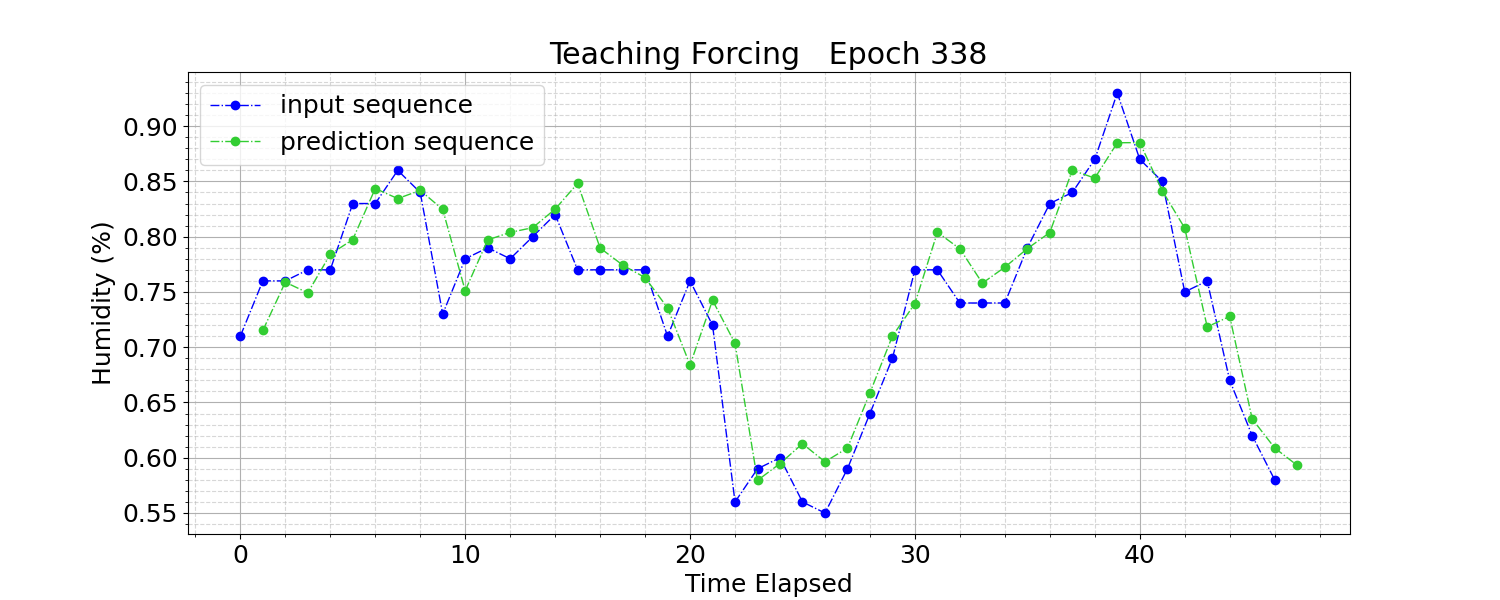 Teaching Forcing   Epoch 338
input sequence
prediction sequence
Humidity (%)
0.90
0.85
0.80
0.75
0.70
0.65
0.60
0.55
0 10 20 30 40
Time Elapsed